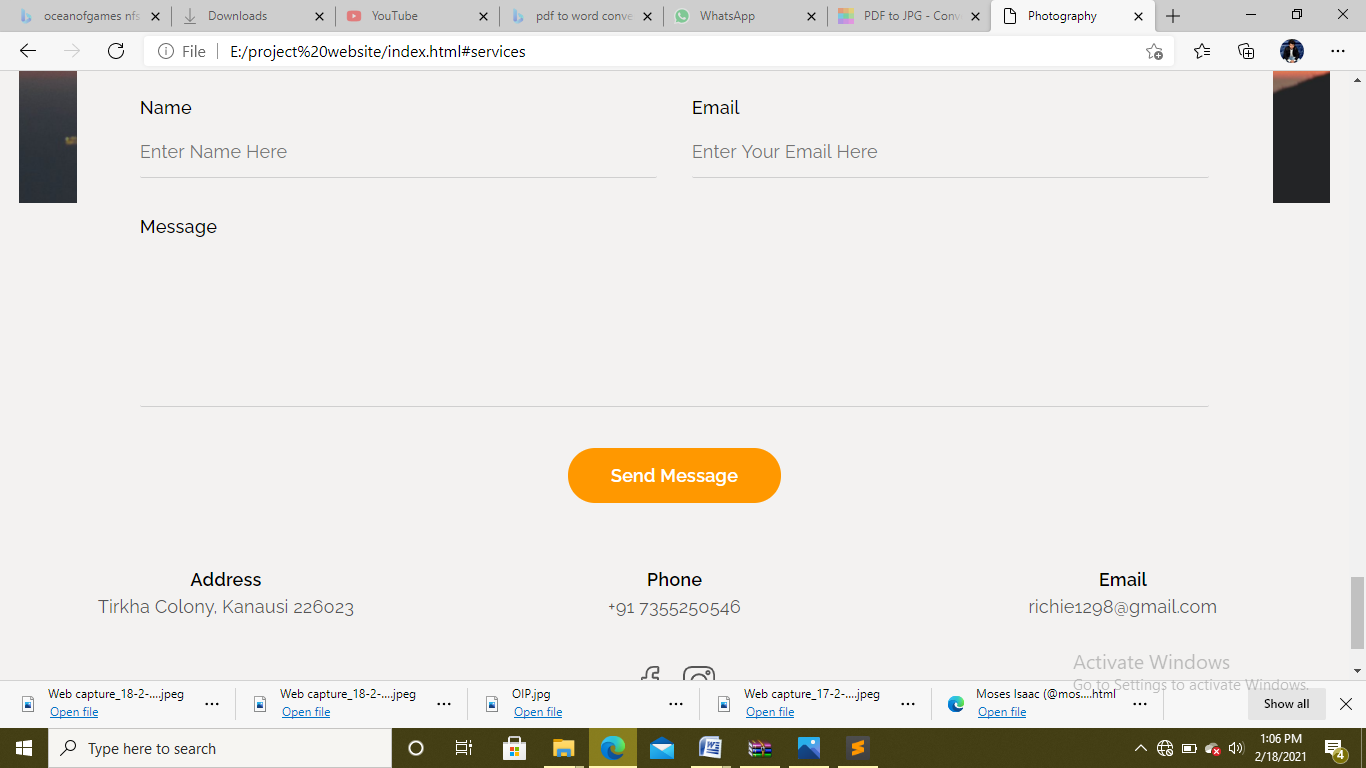 oceanofgames nfs
Downloads
YouTube
pdf to word conve
WhatsApp
PDF to JPG - Conv
Photography
File
E:/project%20website/index.html#services
Name
Email
Enter Name Here
Enter Your Email Here
Message
Send Message
Address
Phone
Email
Tirkha Colony, Kanausi 226023
+91 7355250546
richie1298@gmail.com
Activate Windows
Go to Settings to activate Windows.
Web capture_18-2-....jpeg
Open file
Web capture_18-2-....jpeg
Open file
OIP.jpg
Open file
Web capture_17-2-....jpeg
Open file
Moses Isaac (@mos....html
Open file
Show all
Type here to search
1:06 PM
2/18/2021
4